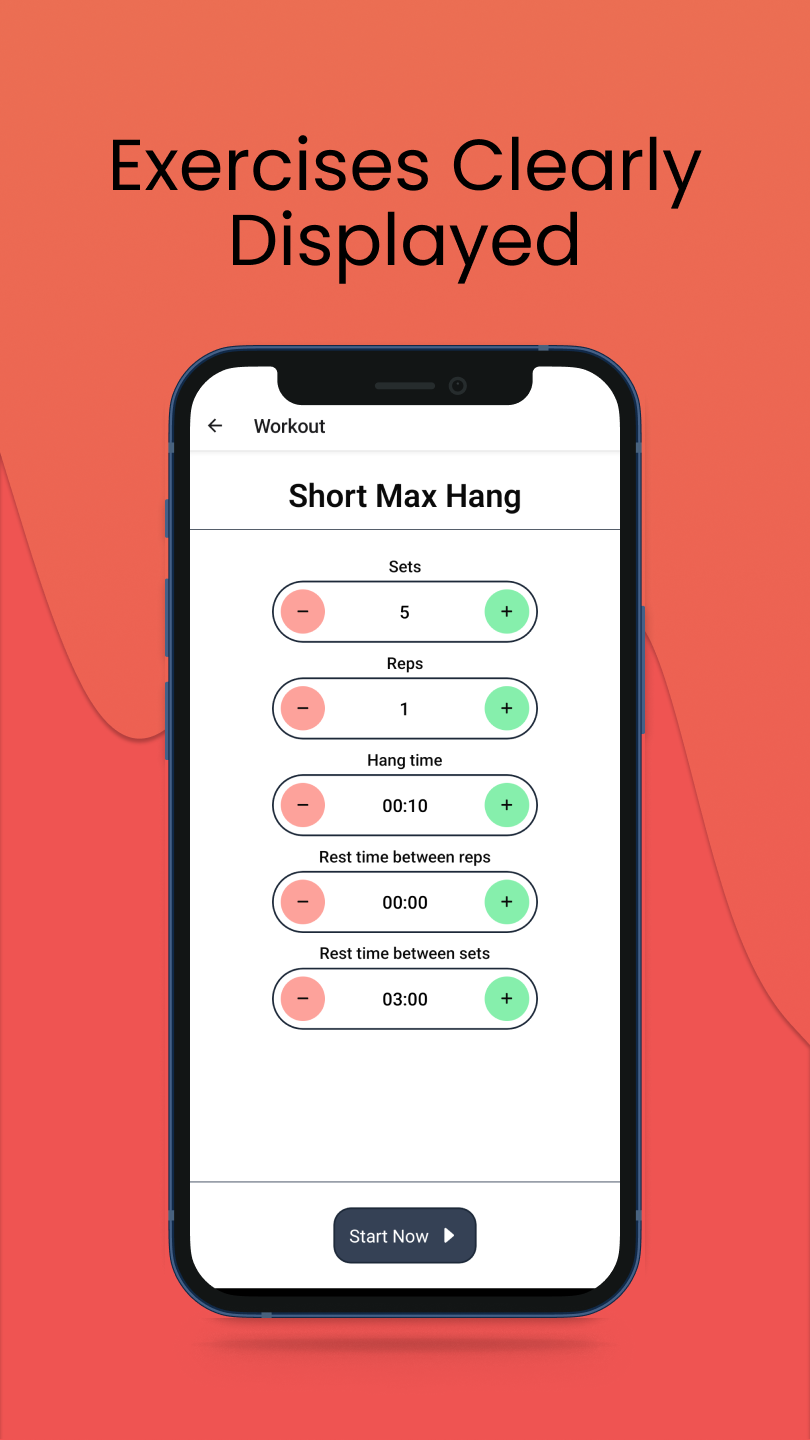 Exercises Clearly
Displayed
Workout
Short Max Hang
Sets
− 5 +
Reps
− 1 +
Hang time
− 00:10 +
Rest time between reps
− 00:00 +
Rest time between sets
− 03:00 +
Start Now